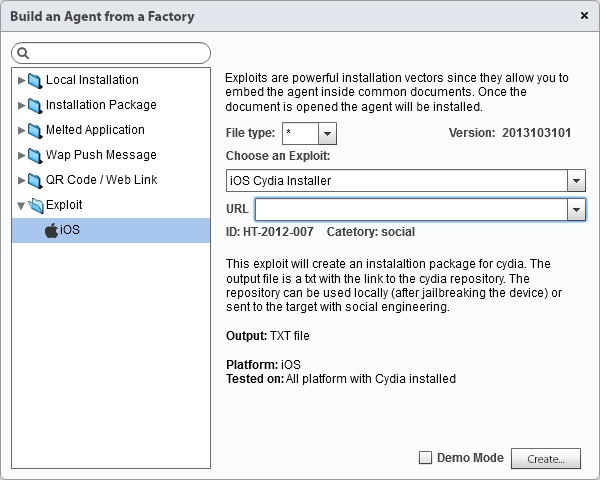 Build an Agent from a Factory
Local Installation
Installation Package
Melted Application
Wap Push Message
QR Code / Web Link
Exploit
iOS
Exploits are powerful installation vectors since they allow you to
embed the agent inside common documents. Once the
document is opened the agent will be installed.
File type: * Version: 2013103101
Choose an Exploit:
iOS Cydia Installer
URL
ID: HT-2012-007 Catetory: social
This exploit will create an instalaltion package for cydia. The
output file is a txt with the link to the cydia repository. The
repository can be used locally (after jailbreaking the device) or
sent to the target with social engineering.
Output: TXT file
Platform: iOS
Tested on: All platform with Cydia installed
Demo Mode Create...